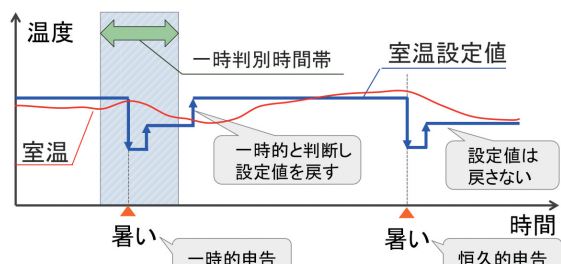 温度
一時判別時間帯
室温設定値
室温
一時的と判断し
設定値を戻す
設定値は
戻さない
時間
暑い
一時的申告
暑い
恒久的申告